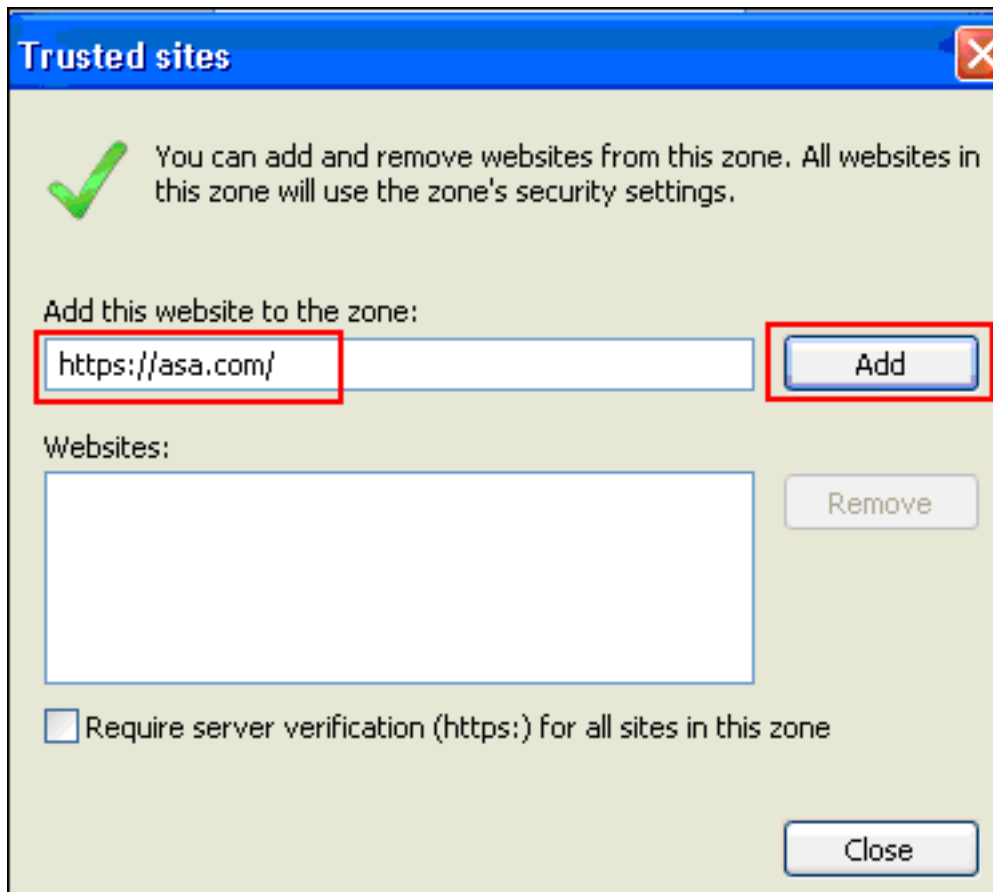 Trusted sites
You can add and remove websites from this zone. All websites in
this zone will use the zone's security settings.
Add this website to the zone:
https://asa.com/
Add
Websites:
Remove
Require server verification (https:) for all sites in this zone
Close